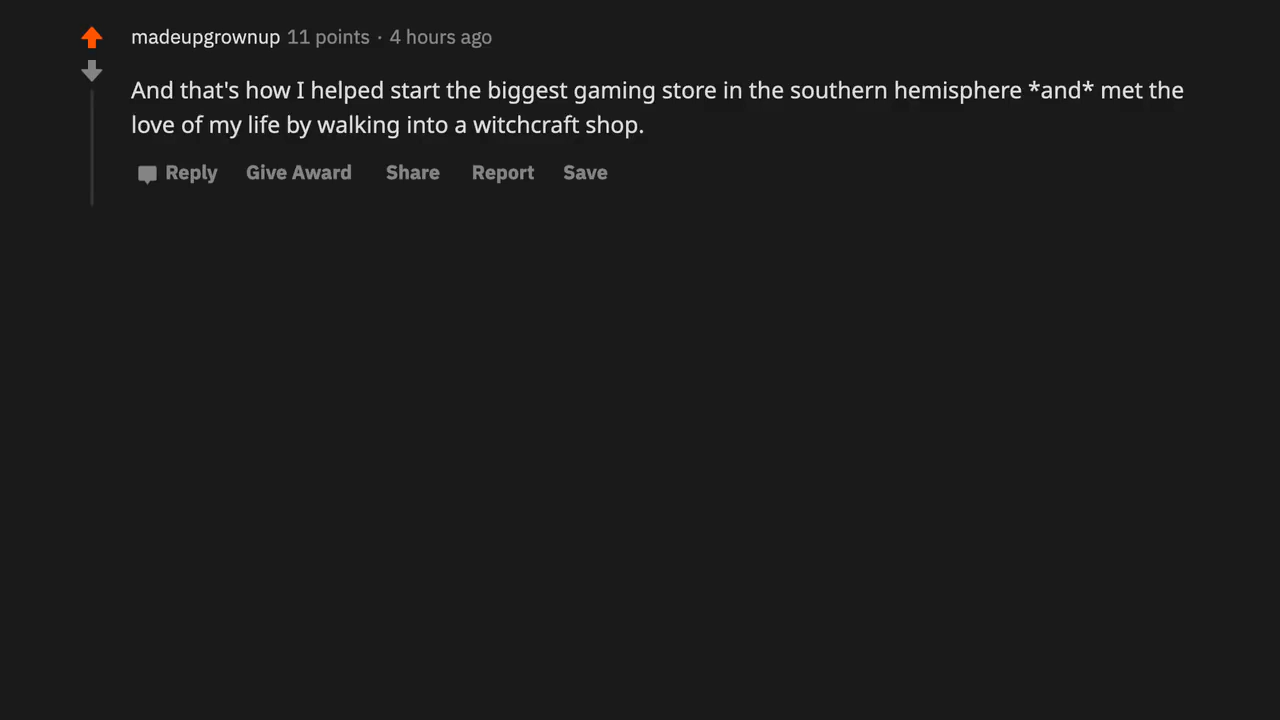 madeupgrownup 11 points · 4 hours ago
And that's how I helped start the biggest gaming store in the southern hemisphere *and* met the
love of my life by walking into a witchcraft shop.
Reply Give Award Share Report Save